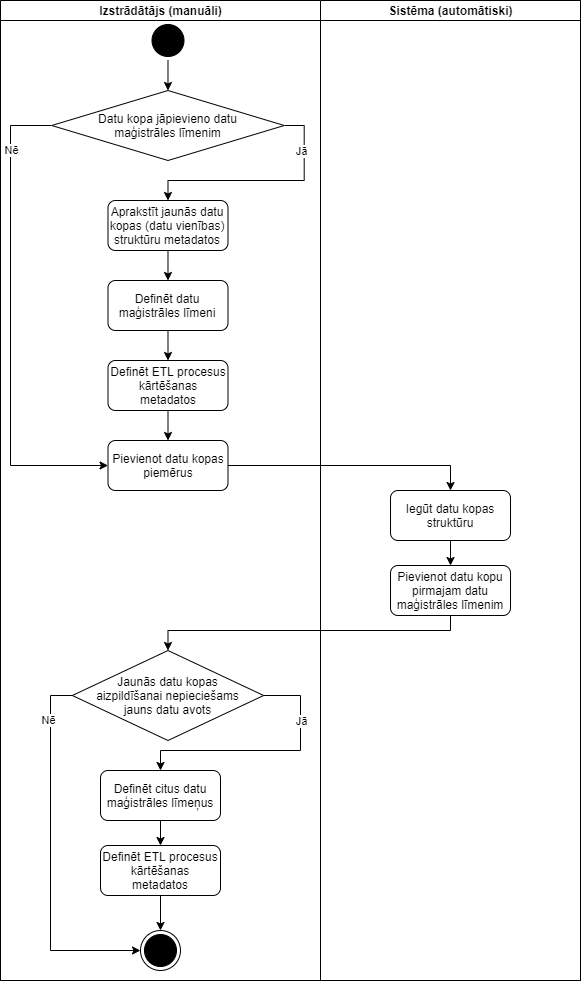 Izstrādātājs (manuāli)
Sistēma (automātiski)
Datu kopa jāpievieno datu
maģistrāles līmenim
Nē
Jā
Aprakstīt jaunās datu
kopas (datu vienības)
struktūru metadatos
Definēt datu
maģistrāles līmeni
Definēt ETL procesus
kārtēšanas
metadatos
Pievienot datu kopas
piemērus
Iegūt datu kopas
struktūru
Pievienot datu kopu
pirmajam datu
maģistrāles līmenim
Jaunās datu kopas
aizpildīšanai nepieciešams
jauns datu avots
Nē
Jā
Definēt citus datu
maģistrāles līmeņus
Definēt ETL procesus
kārtēšanas
metadatos